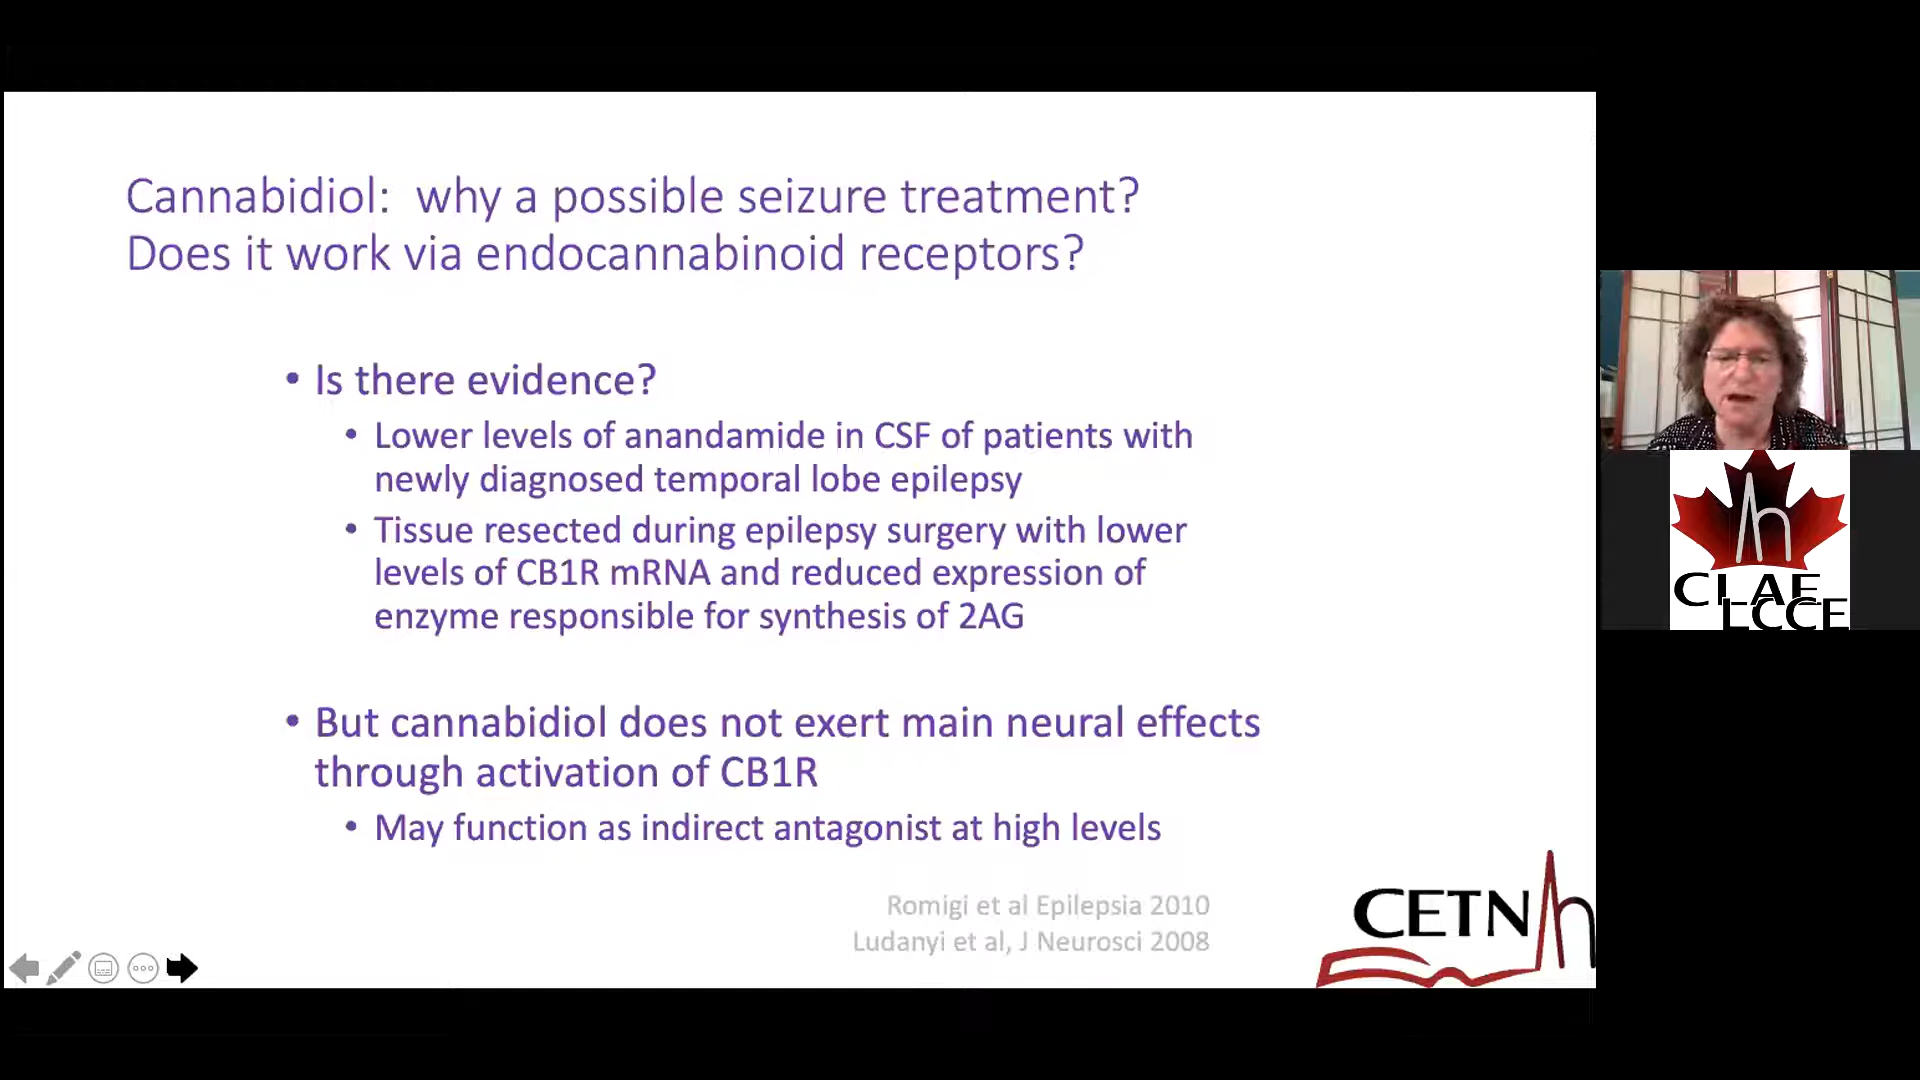 Cannabidiol: why a possible seizure treatment?
Does it work via endocannabinoid receptors?
• Is there evidence?
• Lower levels of anandamide in CSF of patients with
newly diagnosed temporal lobe epilepsy
• Tissue resected during epilepsy surgery with lower
levels of CB1R mRNA and reduced expression of
enzyme responsible for synthesis of 2AG
• But cannabidiol does not exert main neural effects
through activation of CB1R
• May function as indirect antagonist at high levels
Romigi et al Epilepsia 2010
Ludanyi et al, J Neurosci 2008
CETN
CLAE
LCCE